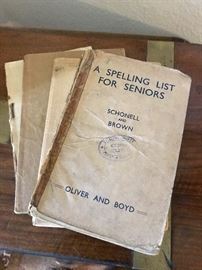 A SPELLING LIST
FOR SENIORS
SCHONELL
AND
BROWN
OLIVER AND BOYD